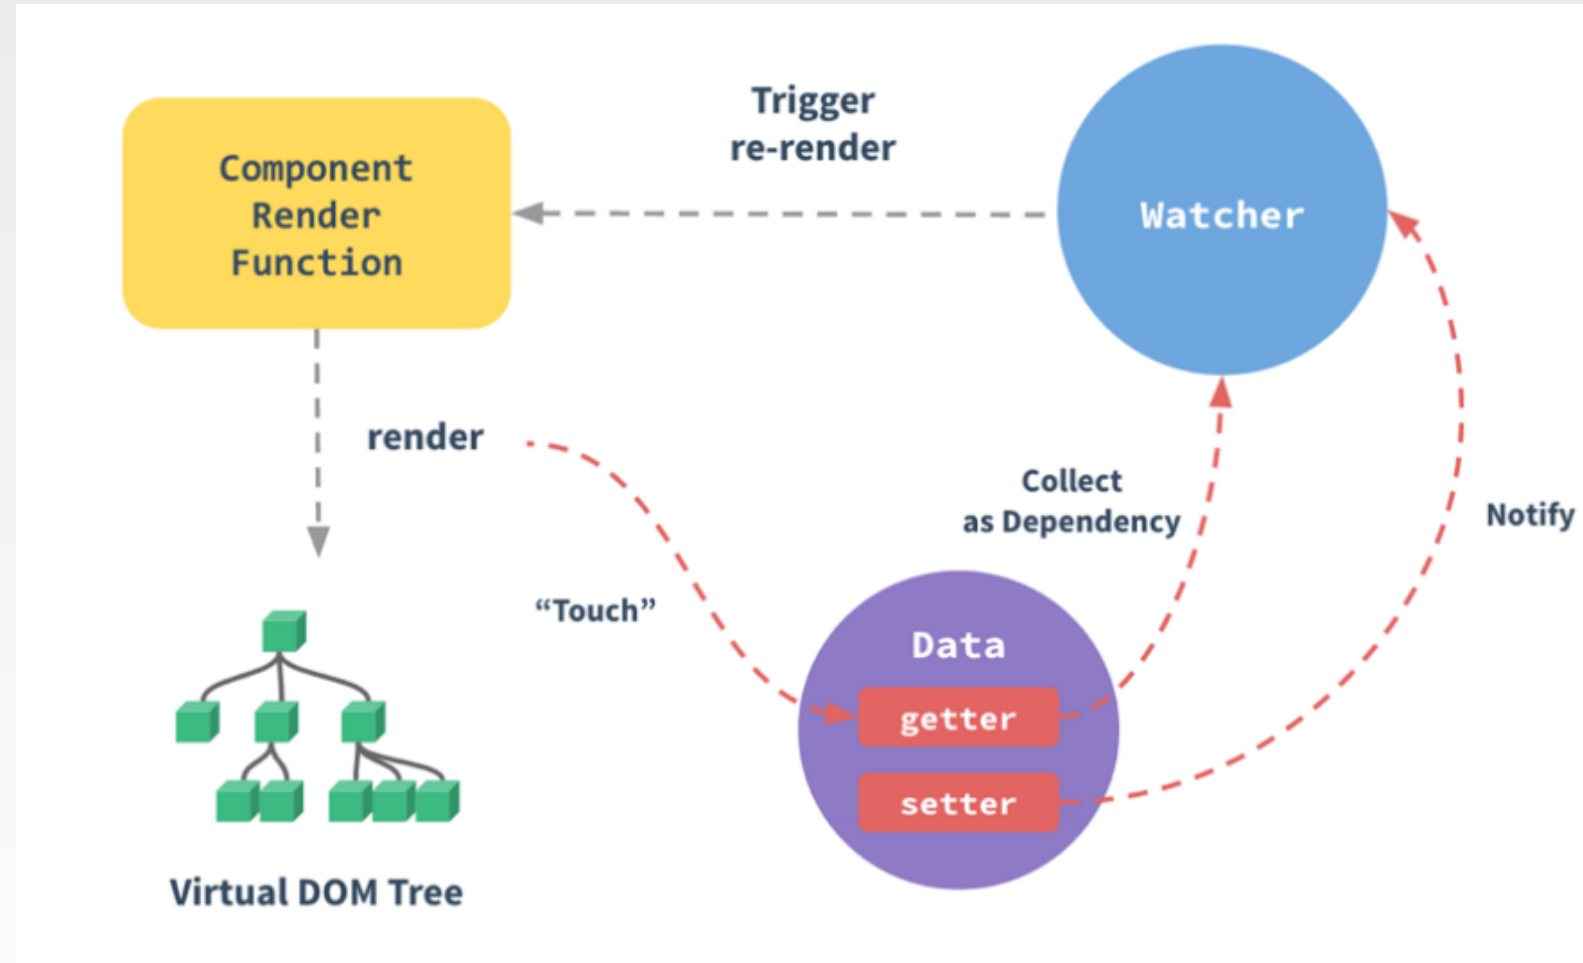 Trigger
re-render
Component
Render
Function
Watcher
render
Collect
as Dependency
Notify
“Touch”
Data
getter
setter
Virtual DOM Tree